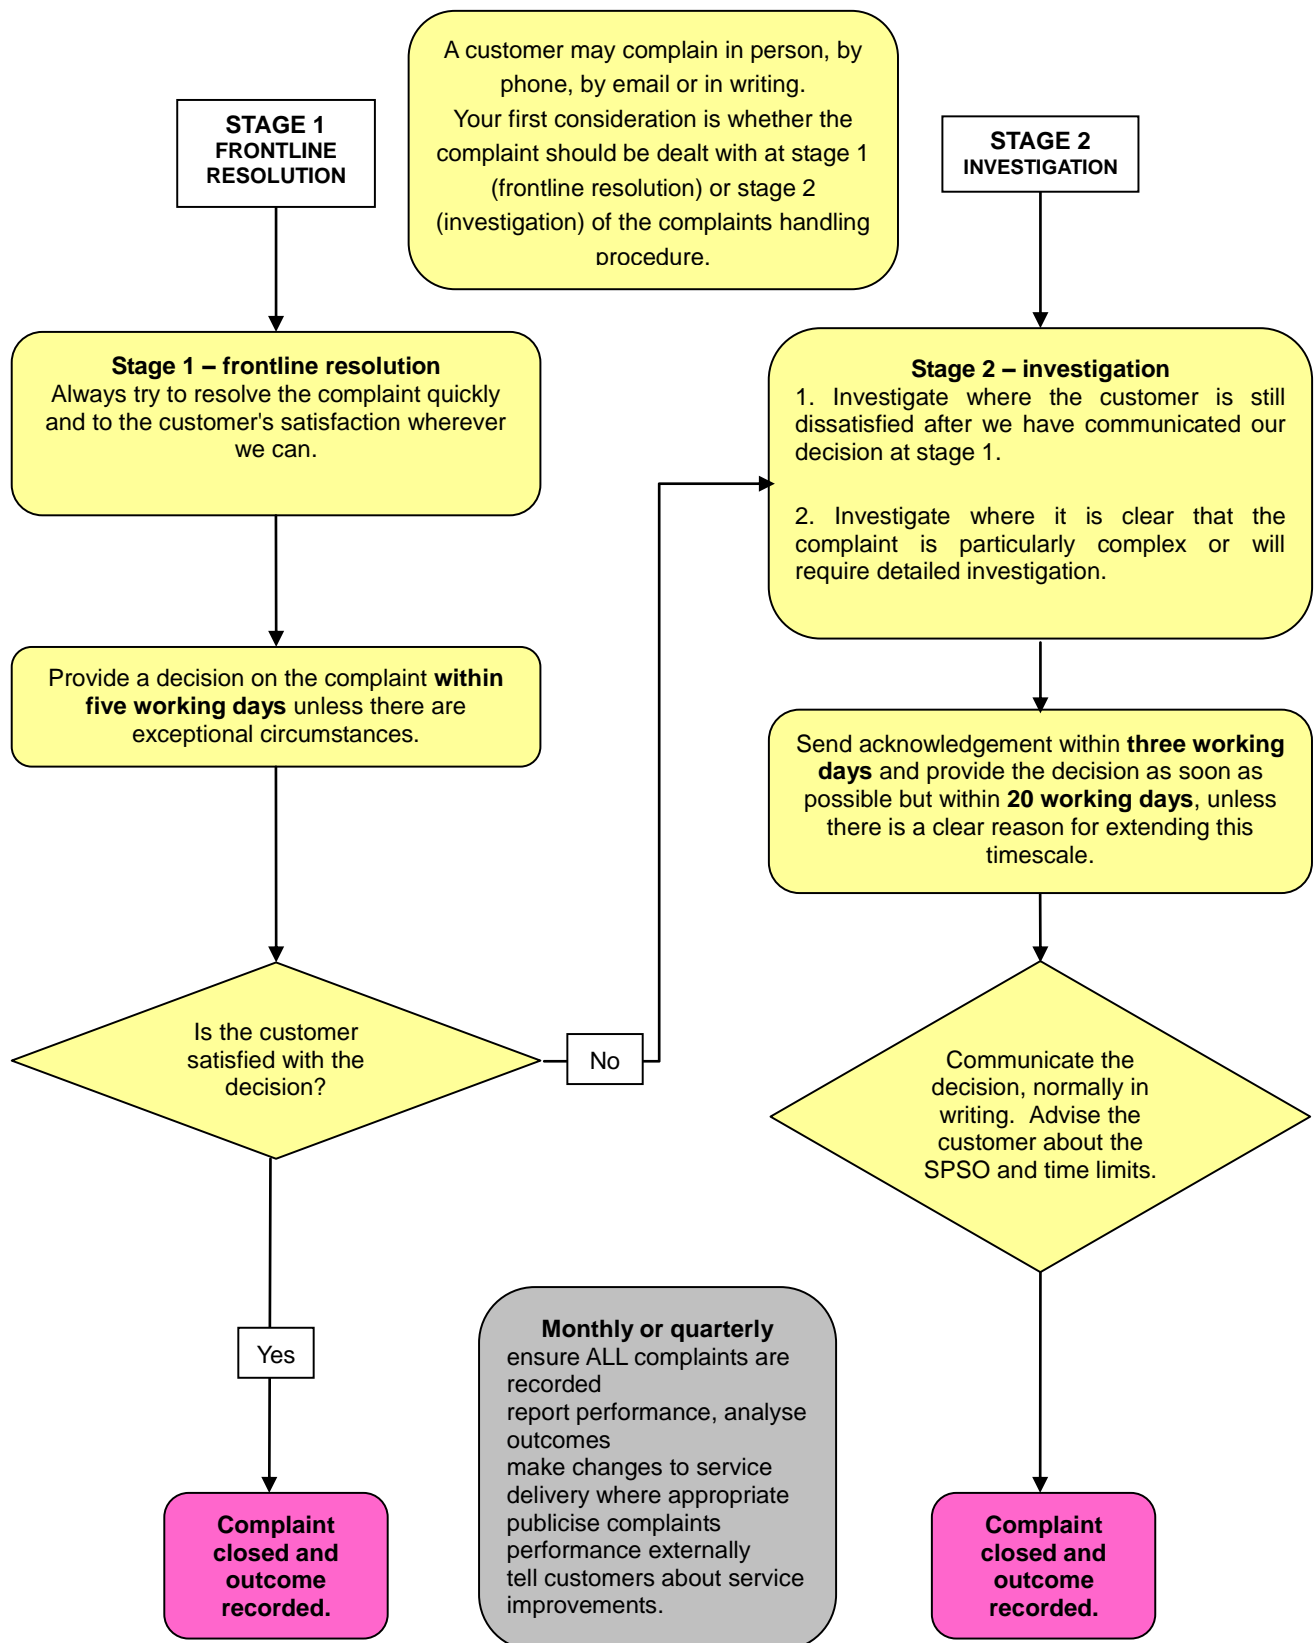 A customer may complain in person, by
phone, by email or in writing.
Your first consideration is whether the
complaint should be dealt with at stage 1
(frontline resolution) or stage 2
(investigation) of the complaints handling
procedure.
STAGE 1
FRONTLINE
RESOLUTION
STAGE 2
INVESTIGATION
Stage 1 – frontline resolution
Always try to resolve the complaint quickly
and to the customer's satisfaction wherever
we can.
Provide a decision on the complaint within
five working days unless there are
exceptional circumstances.
Is the customer
satisfied with the
decision?
No
Yes
Complaint
closed and
outcome
recorded.
Stage 2 – investigation
1. Investigate where the customer is still
dissatisfied after we have communicated our
decision at stage 1.
2. Investigate where it is clear that the
complaint is particularly complex or will
require detailed investigation.
Send acknowledgement within three working
days and provide the decision as soon as
possible but within 20 working days, unless
there is a clear reason for extending this
timescale.
Communicate the
decision, normally in
writing.  Advise the
customer about the
SPSO and time limits.
Complaint
closed and
outcome
recorded.
Monthly or quarterly
ensure ALL complaints are
recorded
report performance, analyse
outcomes
make changes to service
delivery where appropriate
publicise complaints
performance externally
tell customers about service
improvements.